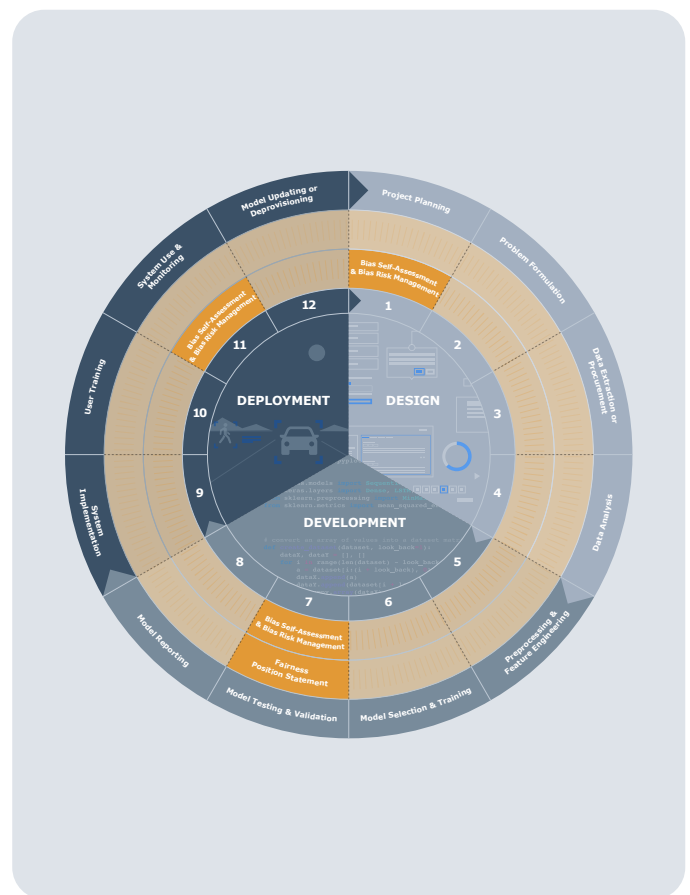 Project Planning
Problem Formulation
Data Extraction or
Procurement
Data Analysis
Preprocessing &
Feature Engineering
Model Selection & Training
Model Testing & Validation
Model Reporting
System
Implementation
User Training
System Use &
Monitoring
Model Updating or
Deprovisioning
Bias Self-Assessment
& Bias Risk Management
Bias Self-Assessment
& Bias Risk Management
Fairness
Position Statement
Bias Self-Assessment
& Bias Risk Management
1
2
3
4
5
6
7
8
9
10
11
12
DESIGN
DEVELOPMENT
DEPLOYMENT